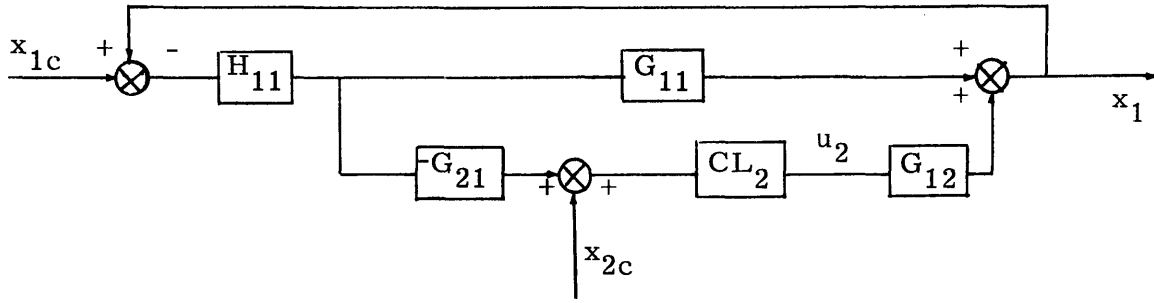 x1c
+
-
H11
G11
+
+
x1
-G21
+
+
CL2
u2
G12
x2c